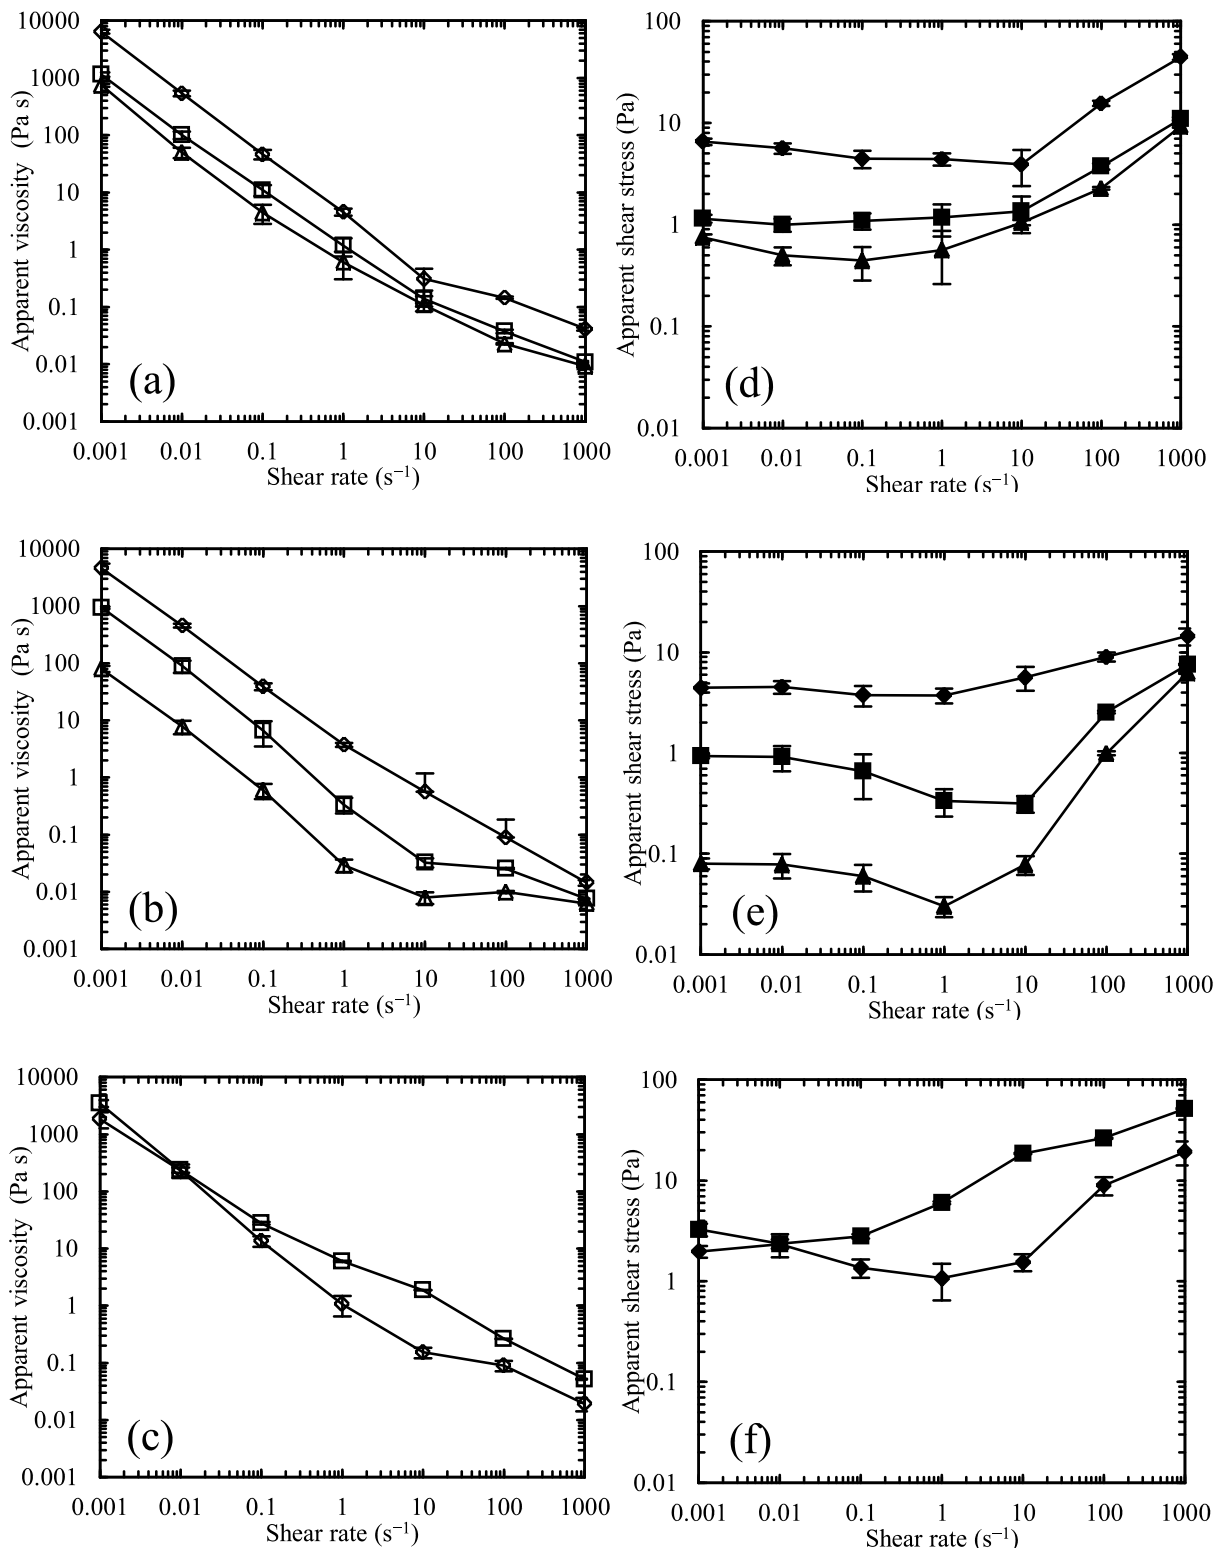 10000
1000
100
10
1
0.1
0.01
0.001
Apparent viscosity (Pa s)
(a)
0.001 0.01 0.1 1 10 100 1000
Shear rate (s⁻¹)
100
10
1
0.1
0.01
Apparent shear stress (Pa)
(d)
0.001 0.01 0.1 1 10 100 1000
Shear rate (s⁻¹)
10000
1000
100
10
1
0.1
0.01
0.001
Apparent viscosity (Pa s)
(b)
0.001 0.01 0.1 1 10 100 1000
Shear rate (s⁻¹)
100
10
1
0.1
0.01
Apparent shear stress (Pa)
(e)
0.001 0.01 0.1 1 10 100 1000
Shear rate (s⁻¹)
10000
1000
100
10
1
0.1
0.01
0.001
Apparent viscosity (Pa s)
(c)
0.001 0.01 0.1 1 10 100 1000
Shear rate (s⁻¹)
100
10
1
0.1
0.01
Apparent shear stress (Pa)
(f)
0.001 0.01 0.1 1 10 100 1000
Shear rate (s⁻¹)